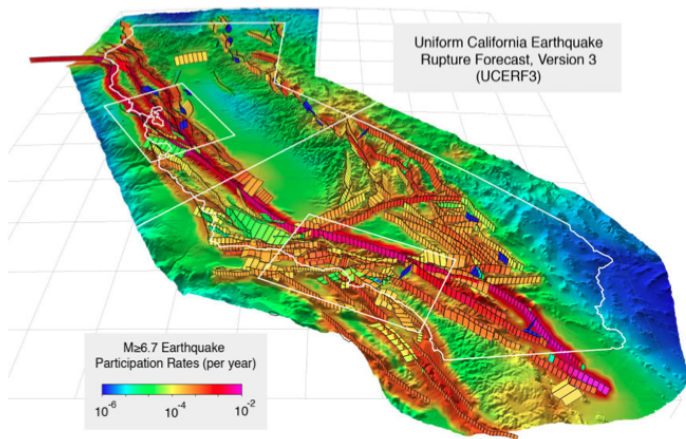 Uniform California Earthquake
Rupture Forecast, Version 3
(UCERF3)
M≥6.7 Earthquake
Participation Rates (per year)
10⁻⁶ 10⁻⁴ 10⁻²